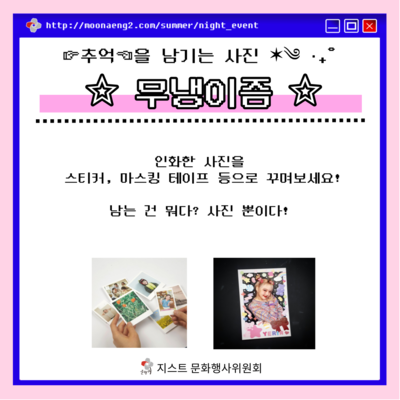 http://moonaeng2.com/summer/night_event
☞추억☜을 남기는 사진 ✶༄ ‧₊˚
☆ 무냉이즘 ☆
인화한 사진을
스티커, 마스킹 테이프 등으로 꾸며보세요!
남는 건 뭐다? 사진 뿐이다!
지스트 문화행사위원회